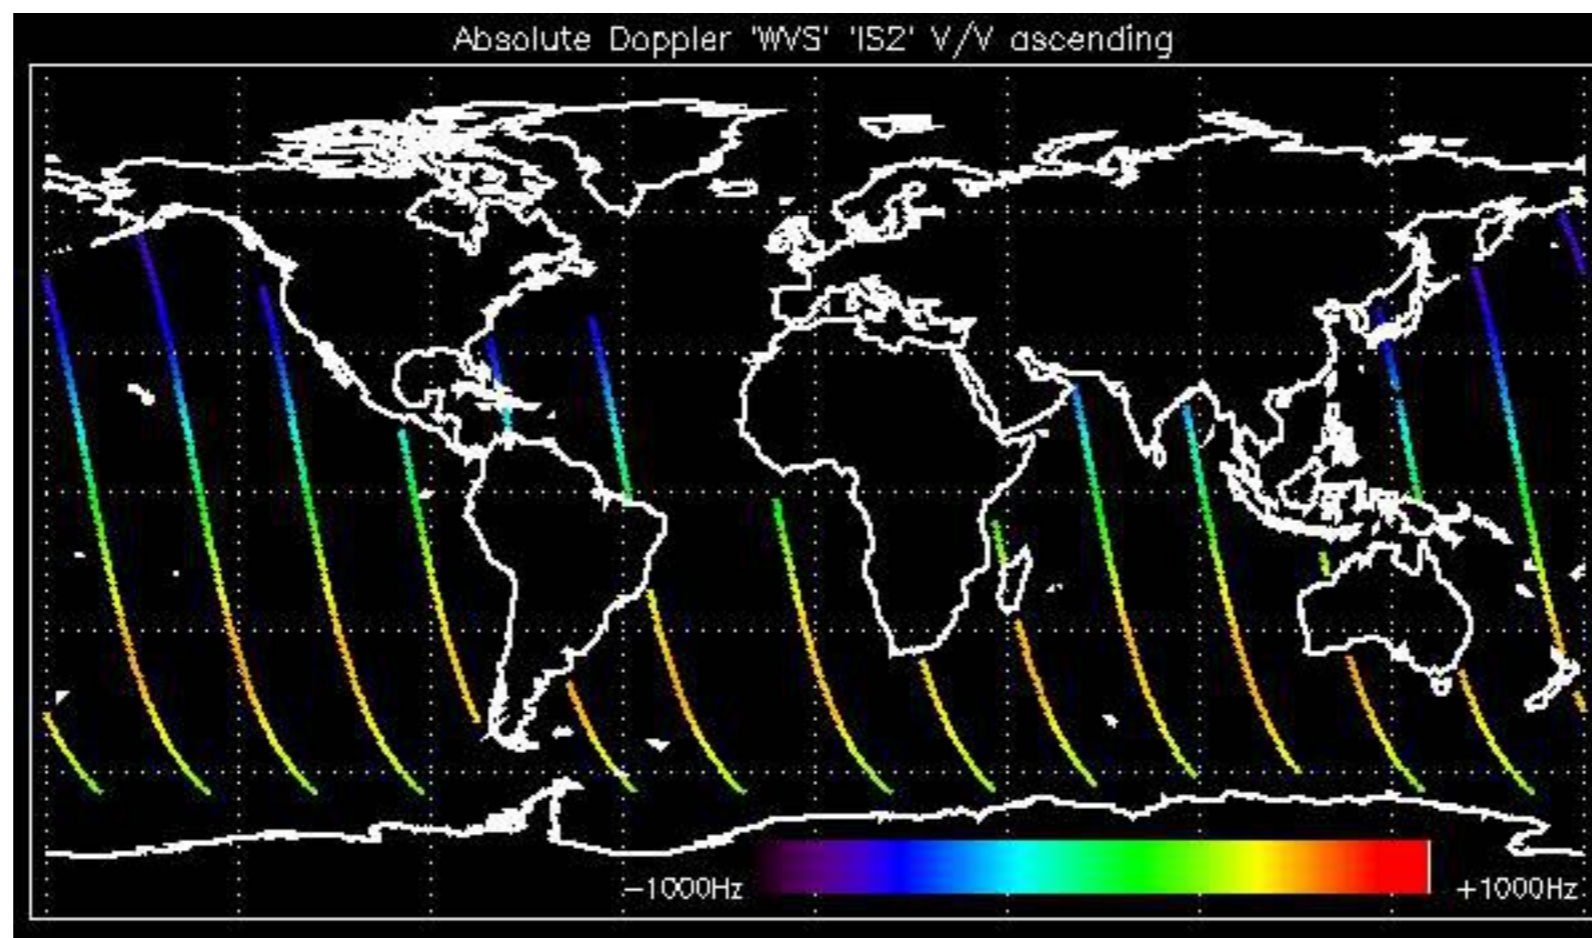 Absolute Doppler 'WVS' 'IS2' V/V ascending
−1000Hz
+1000Hz